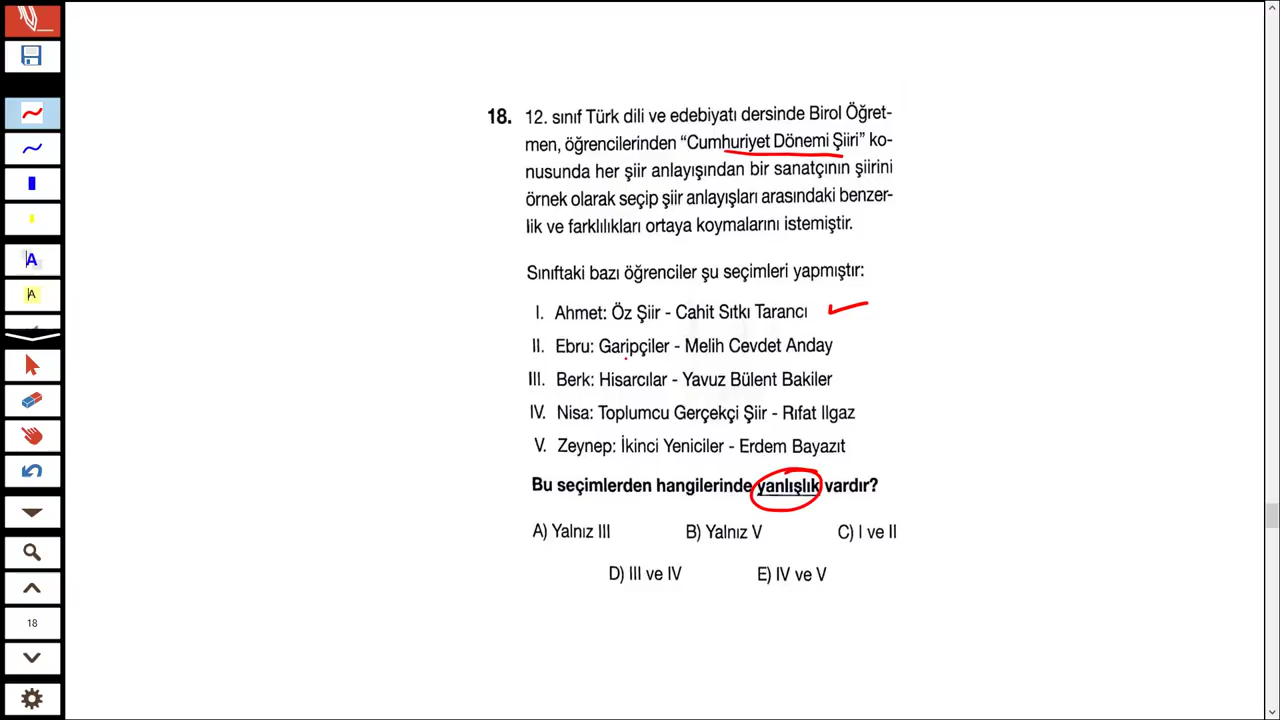 18. 12. sınıf Türk dili ve edebiyatı dersinde Birol Öğret-
men, öğrencilerinden “Cumhuriyet Dönemi Şiiri” ko-
nusunda her şiir anlayışından bir sanatçının şiirini
örnek olarak seçip şiir anlayışları arasındaki benzer-
lik ve farklılıkları ortaya koymalarını istemiştir.
Sınıftaki bazı öğrenciler şu seçimleri yapmıştır:
I. Ahmet: Öz Şiir - Cahit Sıtkı Tarancı
II. Ebru: Garipçiler - Melih Cevdet Anday
III. Berk: Hisarcılar - Yavuz Bülent Bakiler
IV. Nisa: Toplumcu Gerçekçi Şiir - Rıfat Ilgaz
V. Zeynep: İkinci Yeniciler - Erdem Bayazıt
Bu seçimlerden hangilerinde yanlışlık vardır?
A) Yalnız III B) Yalnız V C) I ve II
D) III ve IV E) IV ve V
A
A
18